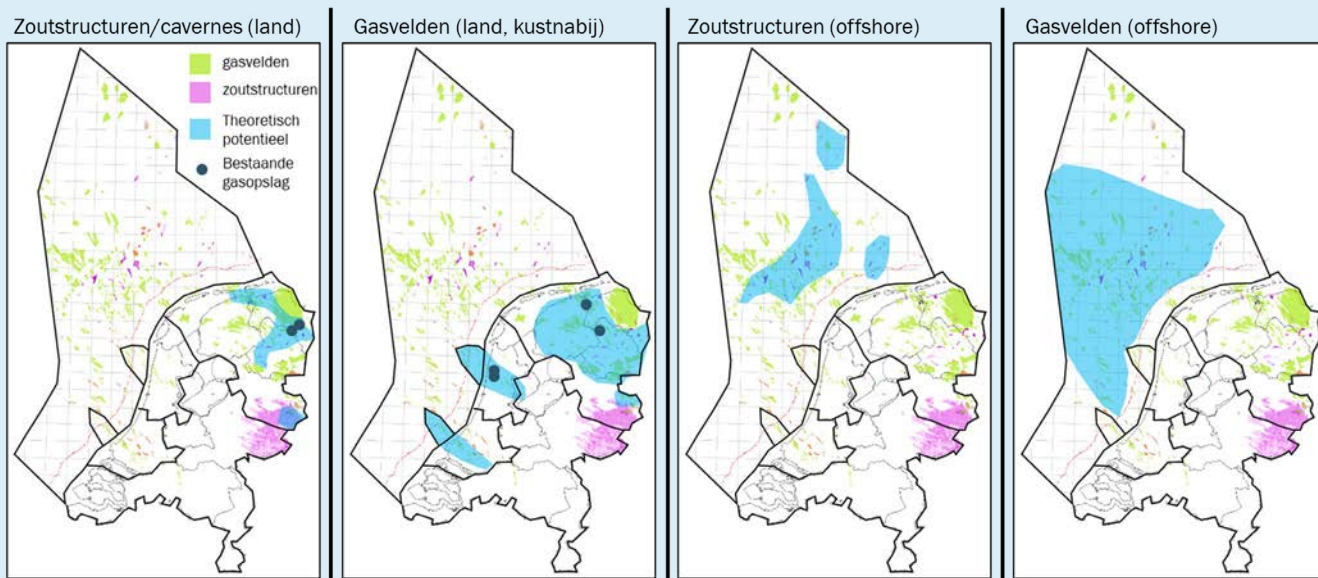 Zoutstructuren/cavernes (land)
gasvelden
zoutstructuren
Theoretisch
potentieel
Bestaande
gasopslag
Gasvelden (land, kustnabij)
Zoutstructuren (offshore)
Gasvelden (offshore)